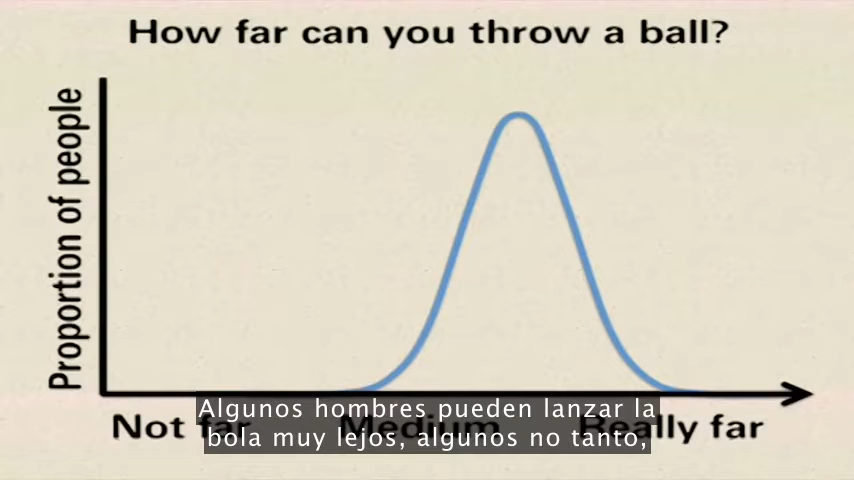 How far can you throw a ball?
Proportion of people
Not far Medium Really far
Algunos hombres pueden lanzar la
bola muy lejos, algunos no tanto,